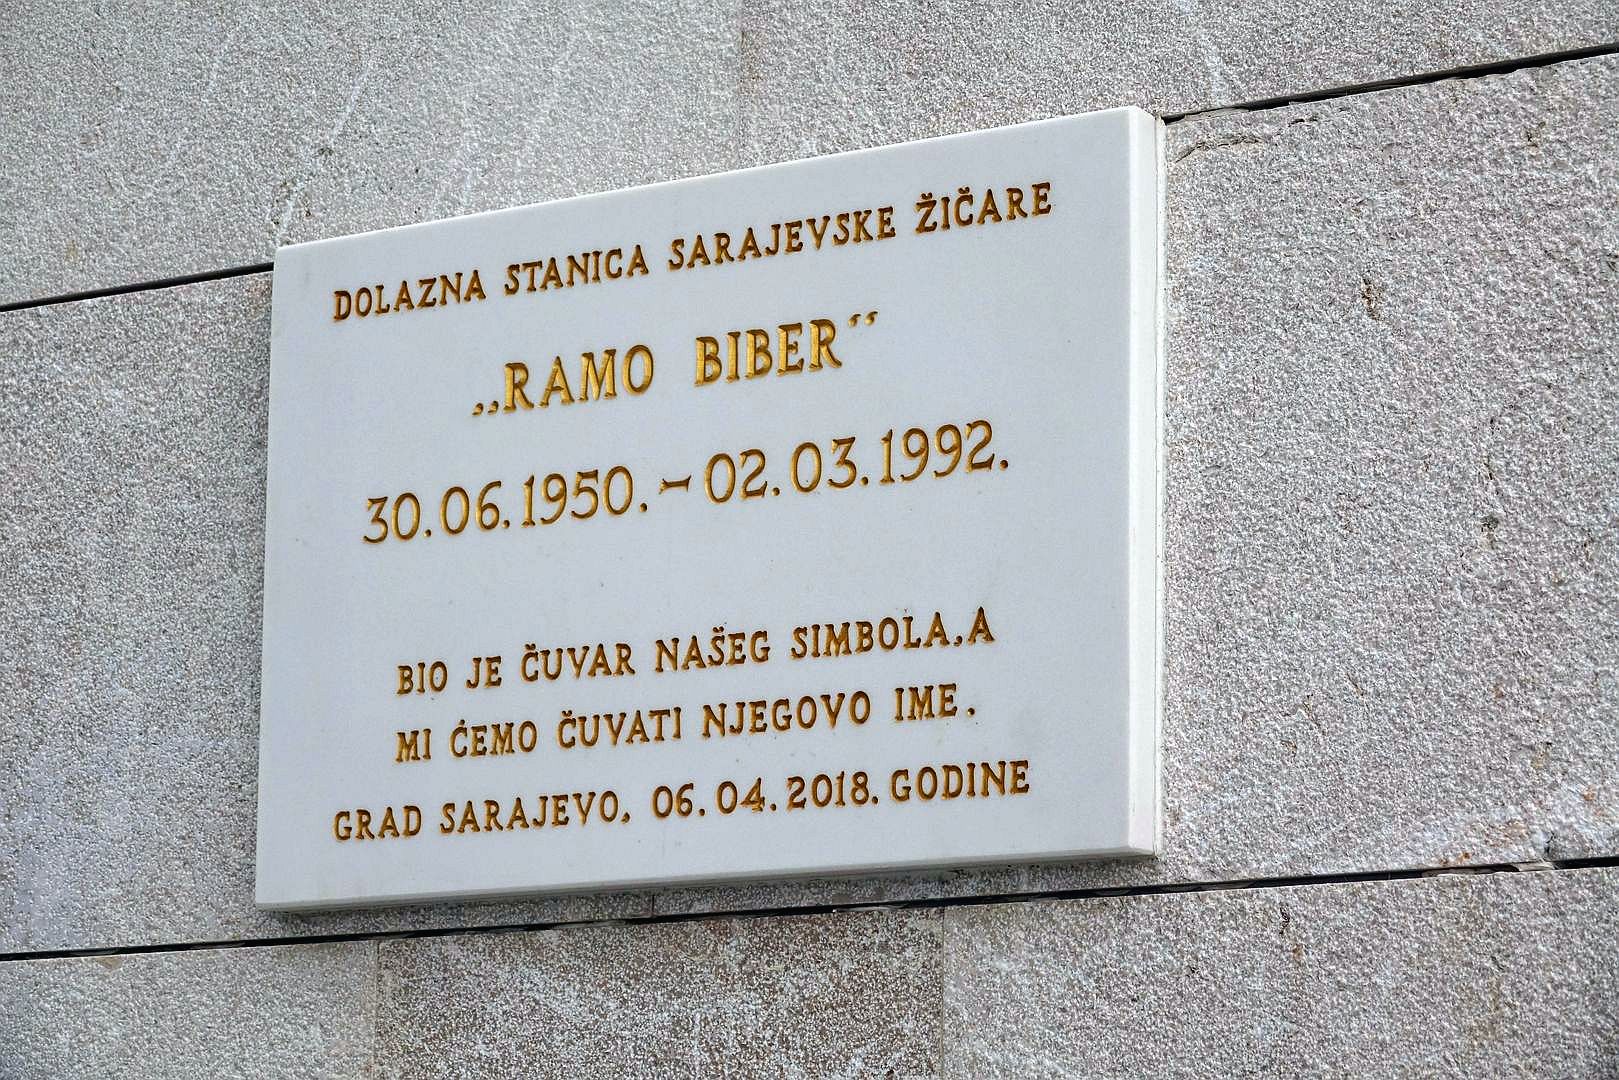 DOLAZNA STANICA SARAJEVSKE ŽIČARE
„RAMO BIBER“
30.06.1950.-02.03.1992.
BIO JE ČUVAR NAŠEG SIMBOLA,A
MI ĆEMO ČUVATI NJEGOVO IME.
GRAD SARAJEVO, 06.04.2018.GODINE